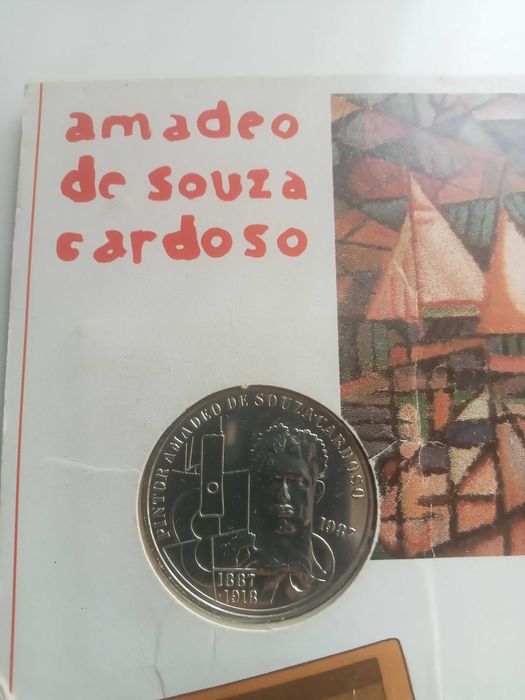 amadeo
de souza
cardoso
PINTOR AMADEO DE SOUZA CARDOSO
1987
1887
1918